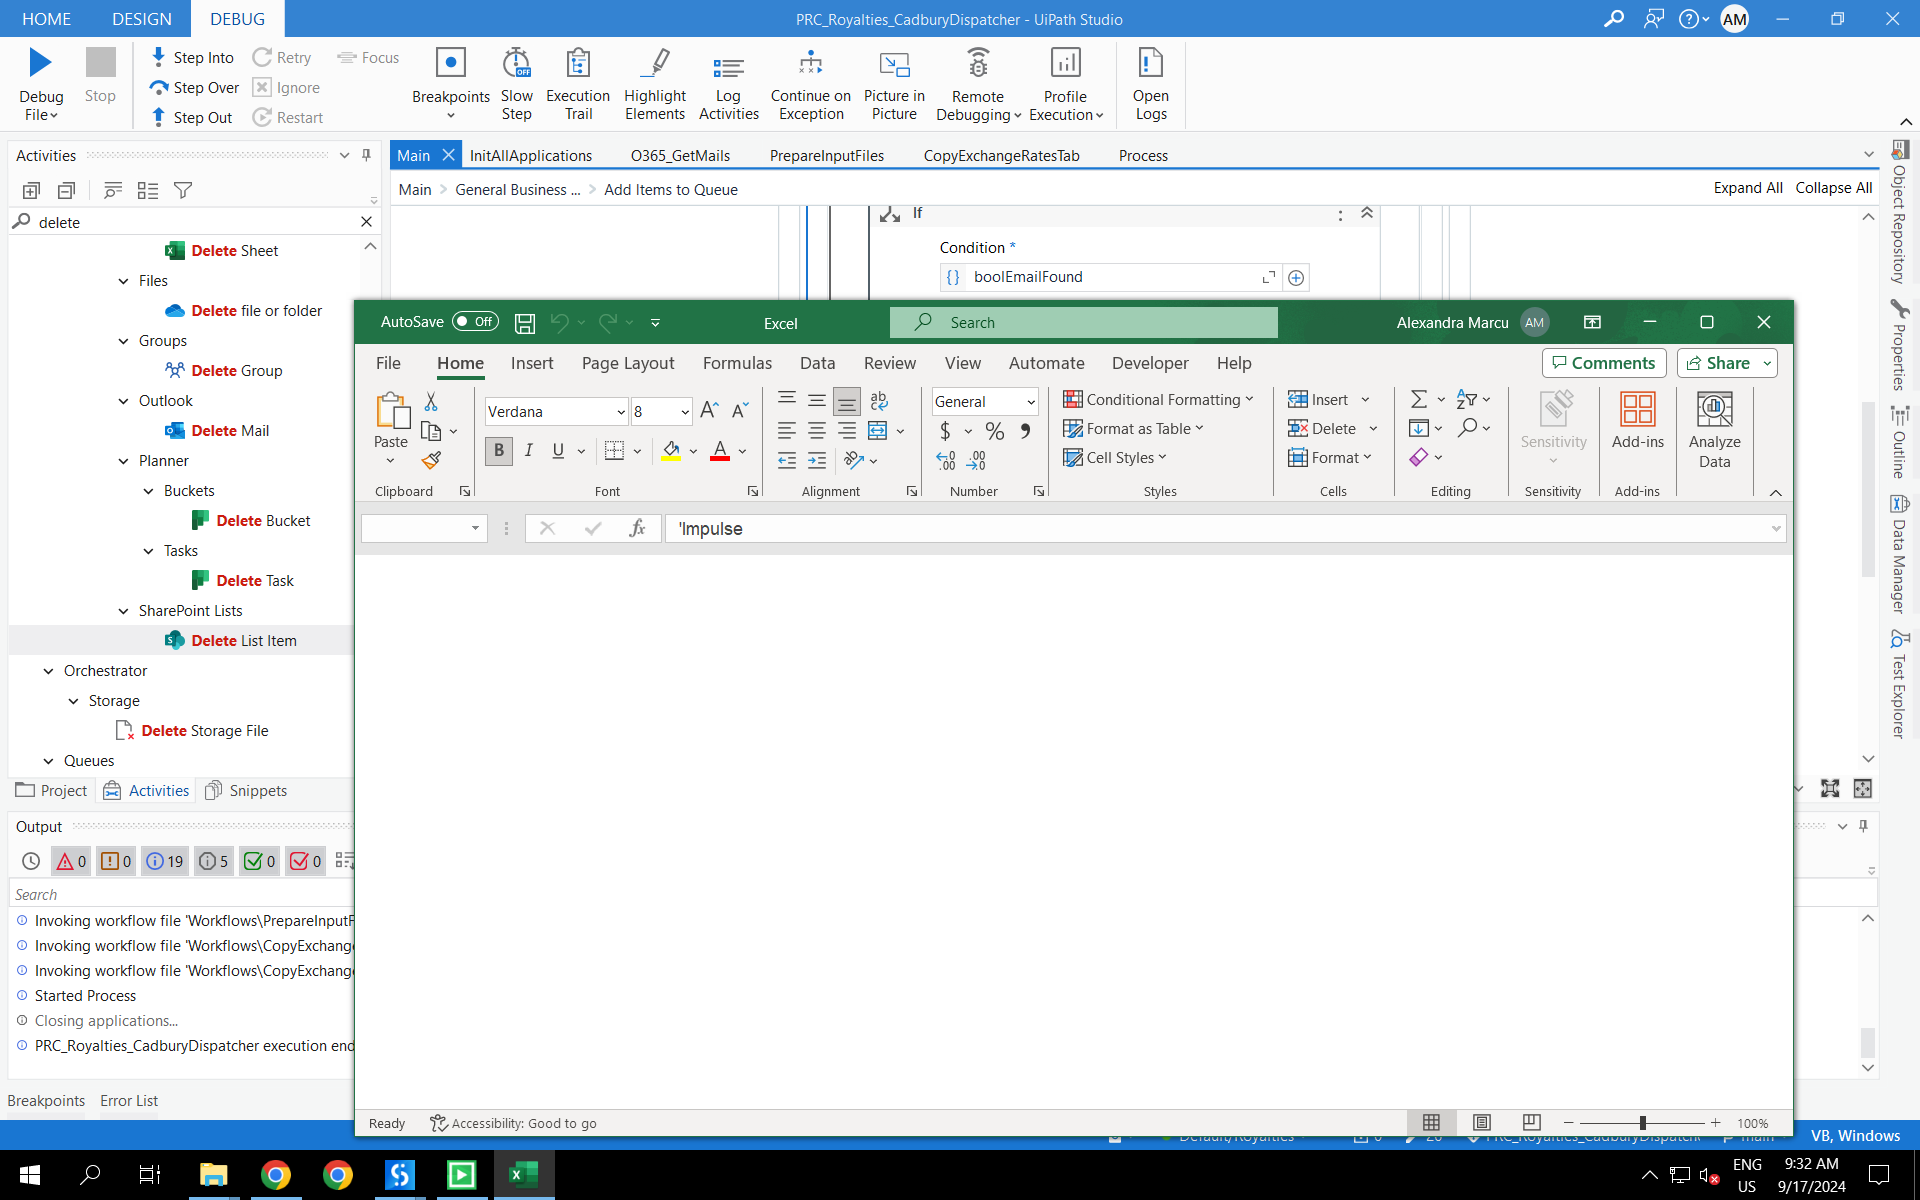 HOME DESIGN DEBUG PRC_Royalties_CadburyDispatcher - UiPath Studio AM
Debug File Stop
Step Into Retry Focus
Step Over Ignore
Step Out Restart
Breakpoints Slow Step Execution Trail Highlight Elements Log Activities Continue on Exception Picture in Picture Remote Debugging Profile Execution Open Logs
Activities
delete
Delete Sheet
Files
Delete file or folder
Groups
Delete Group
Outlook
Delete Mail
Planner
Buckets
Delete Bucket
Tasks
Delete Task
SharePoint Lists
Delete List Item
Orchestrator
Storage
Delete Storage File
Queues
Project Activities Snippets
Main InitAllApplications O365_GetMails PrepareInputFiles CopyExchangeRatesTab Process
Main > General Business ... > Add Items to Queue Expand All Collapse All
If
Condition *
boolEmailFound
Object Repository
Properties
Outline
Data Manager
Test Explorer
AutoSave Off Excel Search Alexandra Marcu AM
File Home Insert Page Layout Formulas Data Review View Automate Developer Help Comments Share
Paste
Clipboard
Verdana 8
B I U
Font
Alignment
General
$ %
Number
Conditional Formatting
Format as Table
Cell Styles
Styles
Insert
Delete
Format
Cells
Editing
Sensitivity
Sensitivity
Add-ins
Add-ins
Analyze Data
fx 'Impulse
Ready Accessibility: Good to go 100%
Output
0 0 19 5 0 0
Search
Invoking workflow file 'Workflows\PrepareInputF
Invoking workflow file 'Workflows\CopyExchange
Invoking workflow file 'Workflows\CopyExchange
Started Process
Closing applications...
PRC_Royalties_CadburyDispatcher execution end
Breakpoints Error List
Default/Royalties 0 20 PRC_Royalties_CadburyDispatch main VB, Windows
ENG US 9:32 AM 9/17/2024